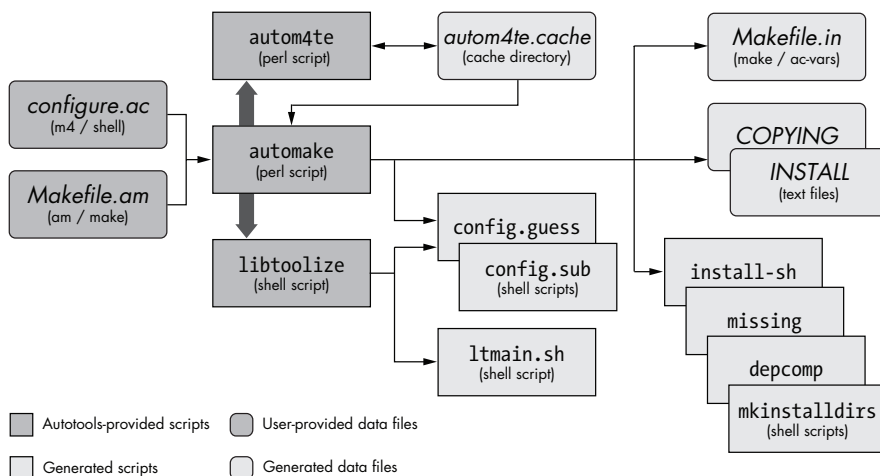 autom4te
(perl script)
autom4te.cache
(cache directory)
Makefile.in
(make / ac-vars)
configure.ac
(m4 / shell)
automake
(perl script)
COPYING
INSTALL
(text files)
Makefile.am
(am / make)
config.guess
config.sub
(shell scripts)
libtoolize
(shell script)
install-sh
missing
depcomp
mkinstalldirs
(shell scripts)
ltmain.sh
(shell script)
Autotools-provided scripts
User-provided data files
Generated scripts
Generated data files